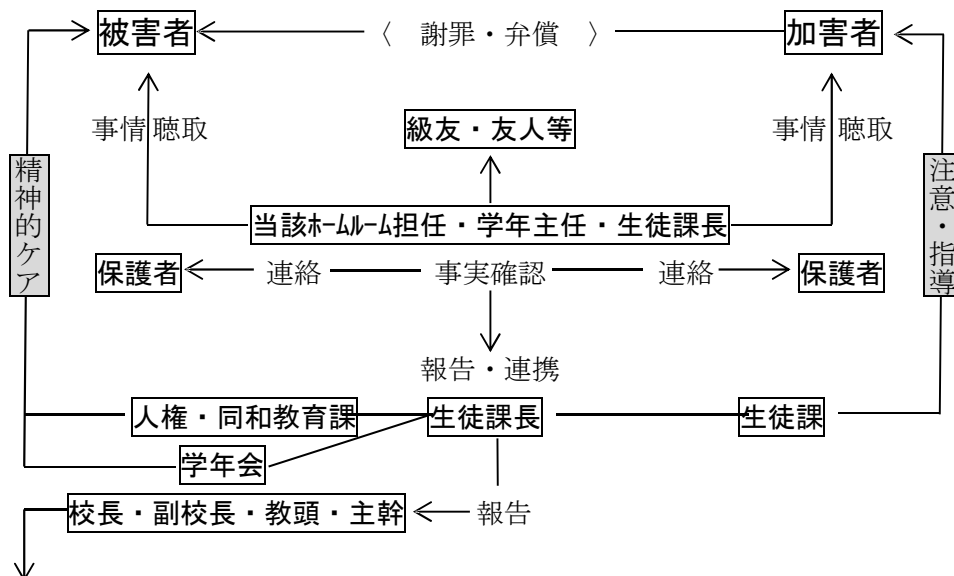 被害者 〈 謝罪・弁償 〉 加害者
事情聴取 級友・友人等 事情聴取
精神的ケア
注意・指導
当該ﾎｰﾑﾙｰﾑ担任・学年主任・生徒課長
保護者 連絡 事実確認 連絡 保護者
報告・連携
人権・同和教育課 生徒課長 生徒課
学年会
校長・副校長・教頭・主幹 報告